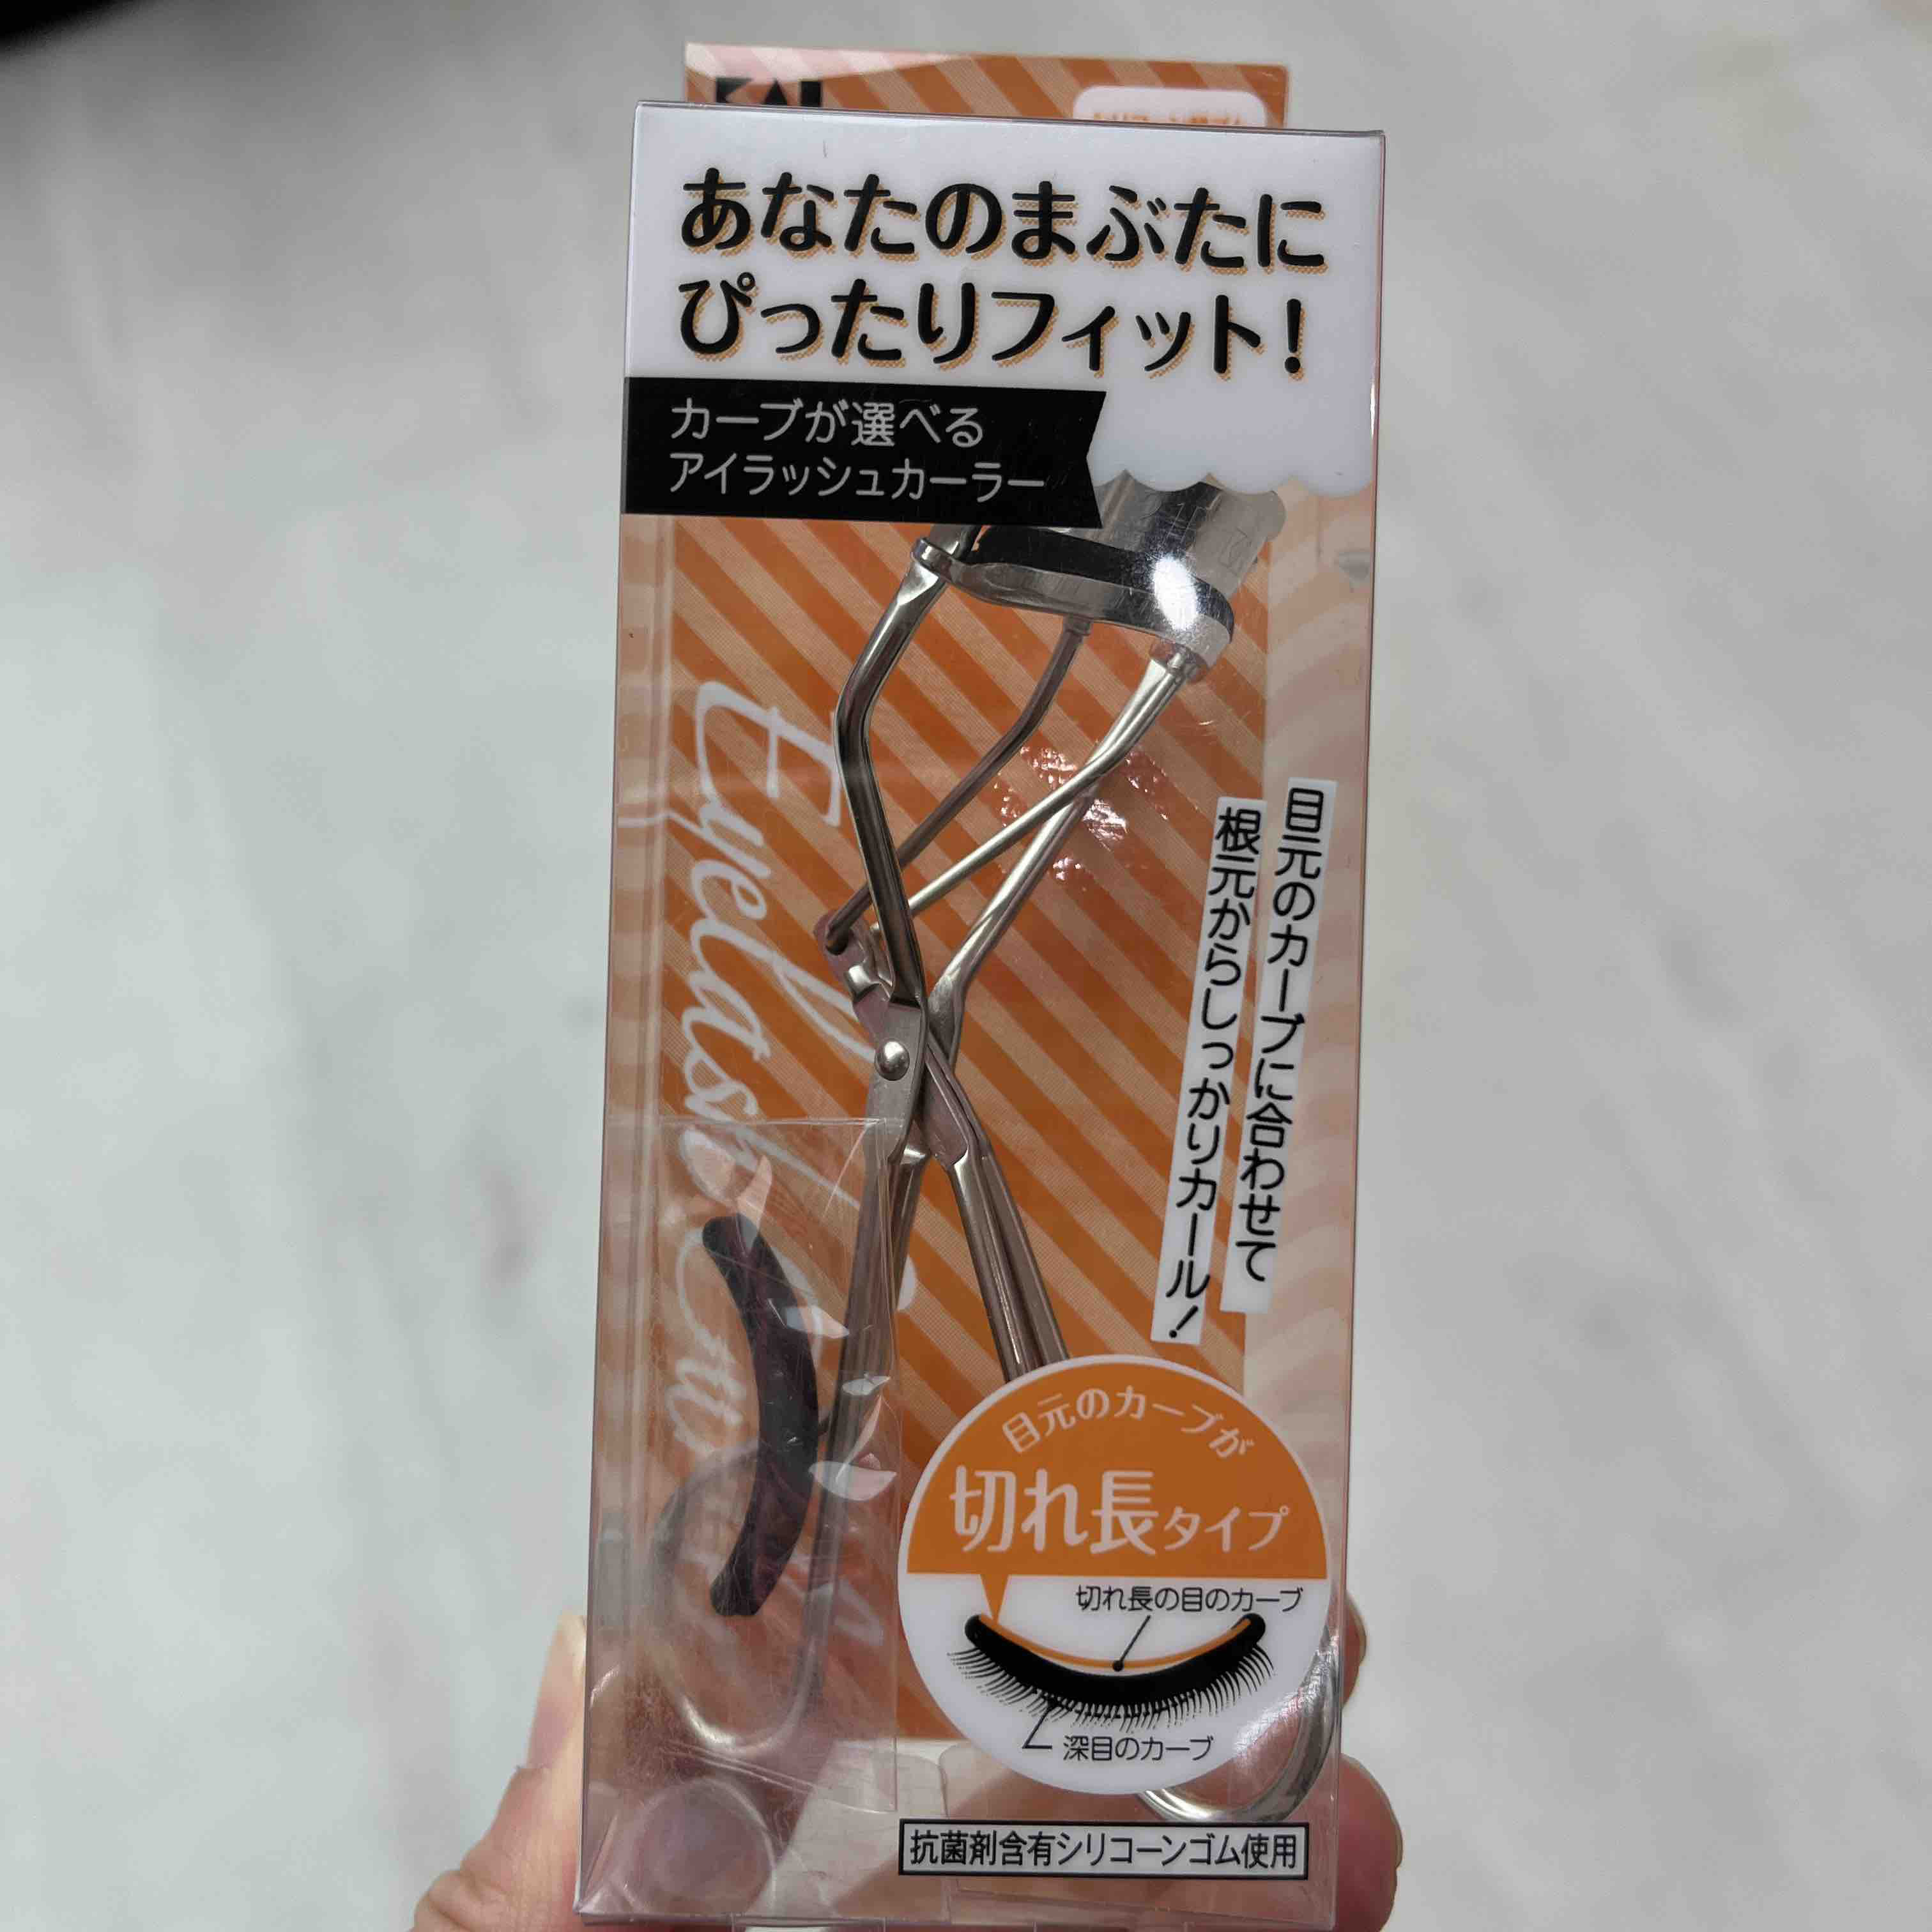 KAI
あなたのまぶたに
ぴったりフィット!
カーブが選べる
アイラッシュカーラー
Eyelash
目元のカーブに合わせて
根元からしっかりカール!
目元のカーブが
切れ長タイプ
切れ長の目のカーブ
深目のカーブ
抗菌剤含有シリコーンゴム使用